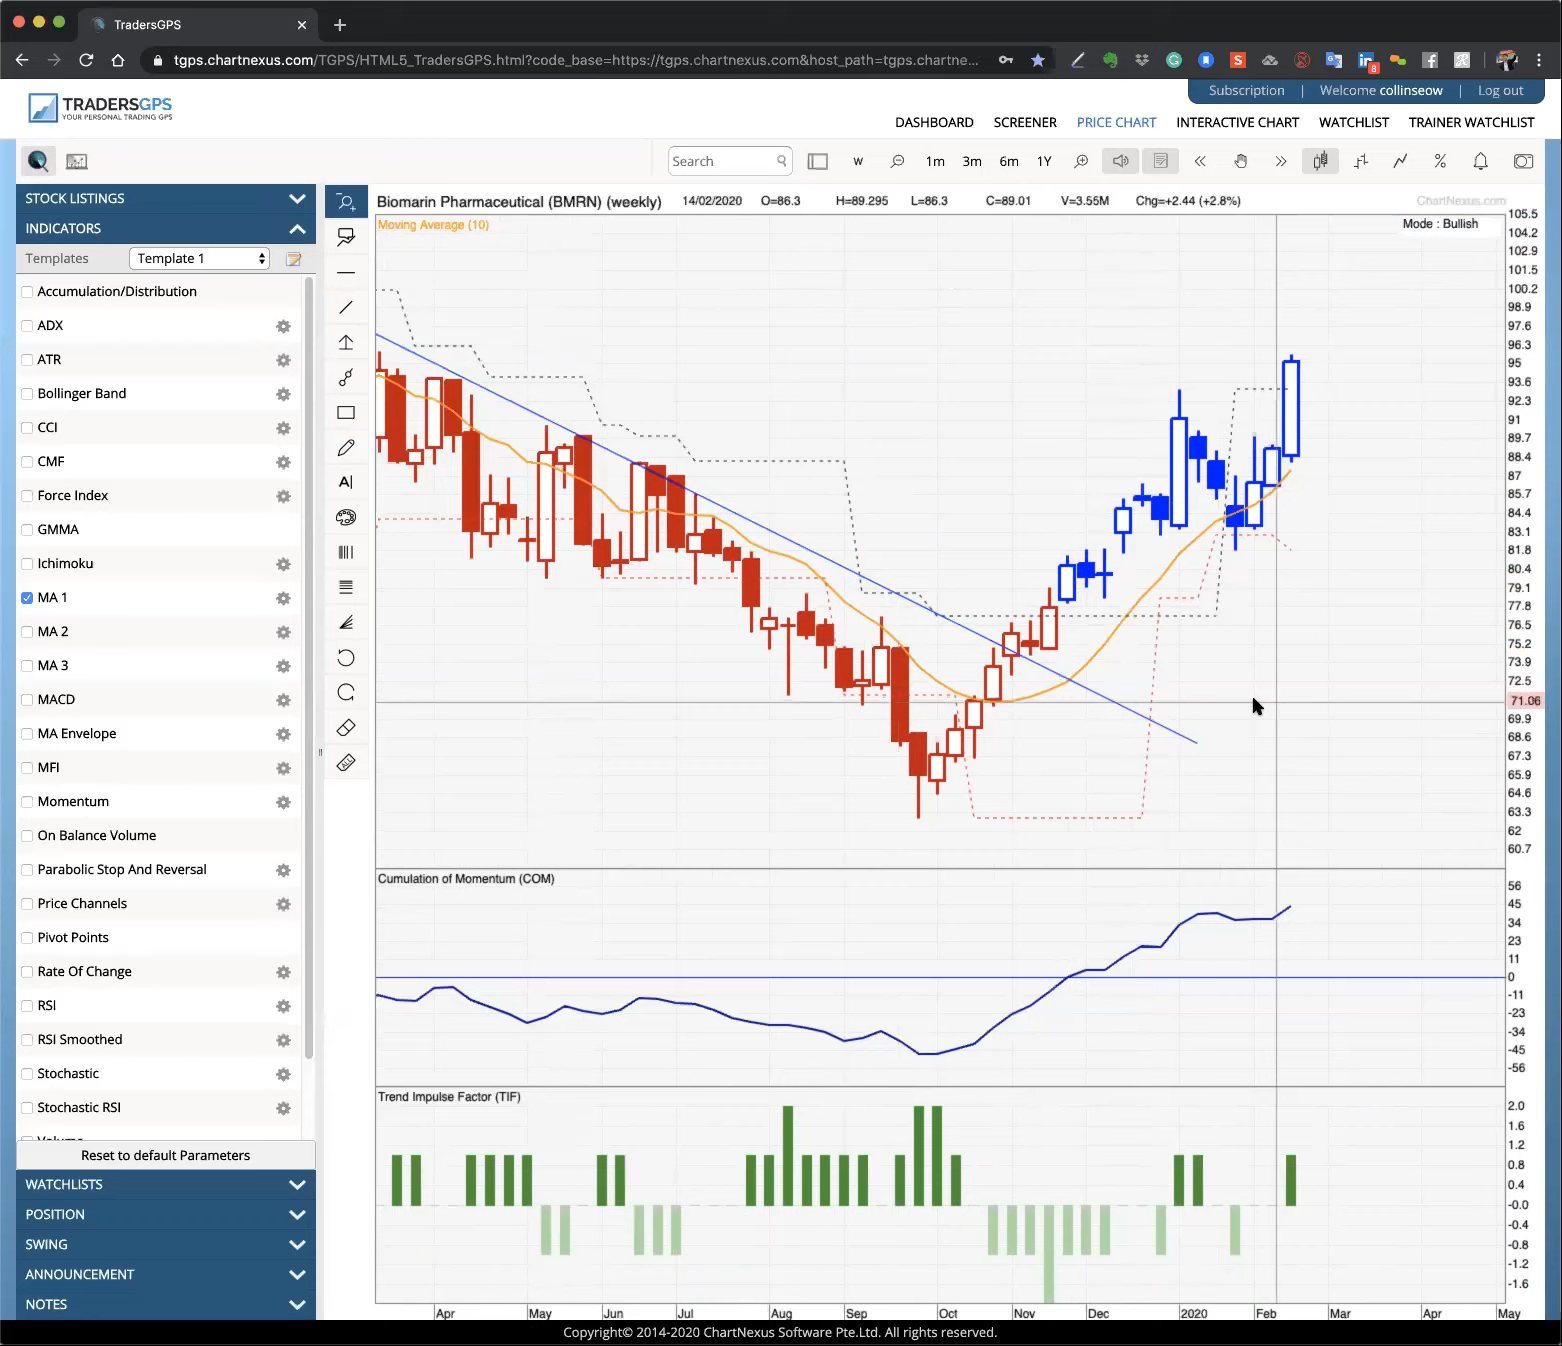 TradersGPS
tgps.chartnexus.com/TGPS/HTML5_TradersGPS.html?code_base=https://tgps.chartnexus.com&host_path=tgps.chartne...
8
Subscription | Welcome collinseow | Log out
TRADERSGPS
YOUR PERSONAL TRADING GPS
DASHBOARD SCREENER PRICE CHART INTERACTIVE CHART WATCHLIST TRAINER WATCHLIST
Search W 1m 3m 6m 1Y
STOCK LISTINGS
INDICATORS
Templates Template 1
Accumulation/Distribution
ADX
ATR
Bollinger Band
CCI
CMF
Force Index
GMMA
Ichimoku
MA 1
MA 2
MA 3
MACD
MA Envelope
MFI
Momentum
On Balance Volume
Parabolic Stop And Reversal
Price Channels
Pivot Points
Rate Of Change
RSI
RSI Smoothed
Stochastic
Stochastic RSI
Volume
Reset to default Parameters
WATCHLISTS
POSITION
SWING
ANNOUNCEMENT
NOTES
Biomarin Pharmaceutical (BMRN) (weekly) 14/02/2020 O=86.3 H=89.295 L=86.3 C=89.01 V=3.55M Chg=+2.44 (+2.8%)
ChartNexus.com
Moving Average (10)
Mode : Bullish
105.5
104.2
102.9
101.5
100.2
98.9
97.6
96.3
95
93.6
92.3
91
89.7
88.4
87
85.7
84.4
83.1
81.8
80.4
79.1
77.8
76.5
75.2
73.9
72.5
71.06
69.9
68.6
67.3
65.9
64.6
63.3
62
60.7
Cumulation of Momentum (COM)
56
45
34
23
11
0
-11
-23
-34
-45
-56
Trend Impulse Factor (TIF)
2.0
1.6
1.2
0.8
0.4
-0.0
-0.4
-0.8
-1.2
-1.6
Apr May Jun Jul Aug Sep Oct Nov Dec 2020 Feb Mar Apr May
Copyright© 2014-2020 ChartNexus Software Pte.Ltd. All rights reserved.